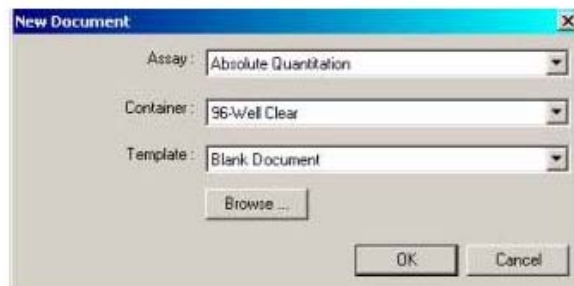 New Document
Assay : Absolute Quantitation
Container : 96-Well Clear
Template : Blank Document
Browse ...
OK Cancel